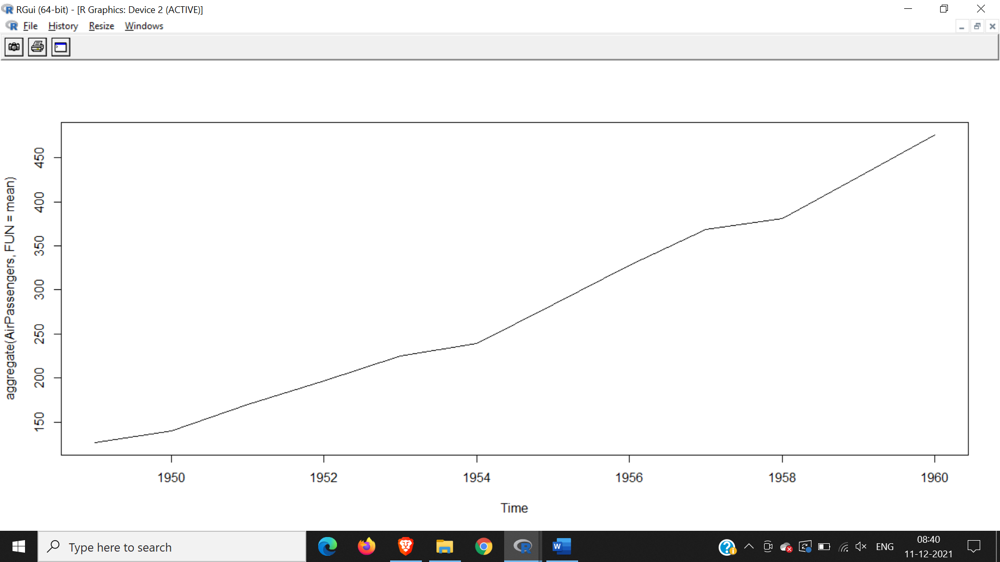 RGui (64-bit) - [R Graphics: Device 2 (ACTIVE)]
File History Resize Windows
aggregate(AirPassengers, FUN = mean)
450
400
350
300
250
200
150
1950 1952 1954 1956 1958 1960
Time
Type here to search
ENG
08:40
11-12-2021